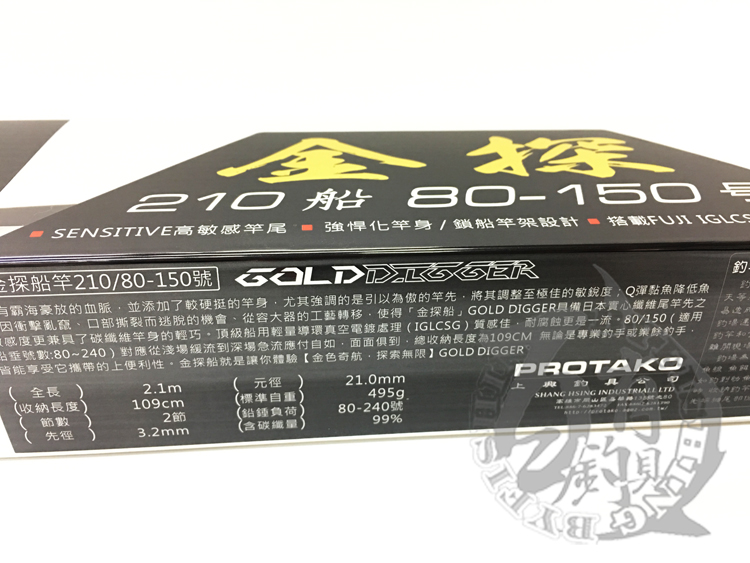 金探
210 船 80-150号
■ SENSITIVE高敏感竿尾 ■ 強悍化竿身/鎖船竿架設計 ■ 搭載FUJI IGLCS
金探船竿210/80-150號 GOLD DIGGER
有霸海豪放的血脈，並添加了較硬挺的竿身，尤其強調的是引以為傲的竿先，將其調整至極佳的敏銳度；Q彈黏魚降低魚
因衝擊亂竄、口部撕裂而逃脫的機會，從容大器的工藝轉移，使得「金探船」GOLD DIGGER具備日本實心纖維尾竿先之
感度更兼具了碳纖維竿身的輕巧。頂級船用輕量導環真空電鍍處理（IGLCSG）質感佳，耐腐蝕更是一流。80/150（適用
鉛垂號數:80~240）對應從淺場緩流到深場急流應付自如，面面俱到，總收納長度為109CM 無論是專業釣手或業餘釣手，
皆能享受它攜帶的上便利性。金探船就是讓你體驗【金色奇航，探索無限】GOLD DIGGER
(全長) 2.1m (元徑) 21.0mm
(收納長度) 109cm (標準自重) 495g
(節數) 2節 (鉛錘負荷) 80-240號
(先徑) 3.2mm (含碳纖量) 99%
PROTAKO
上興釣具公司
SHANG HSING INDUSTRIAL LTD
釣具